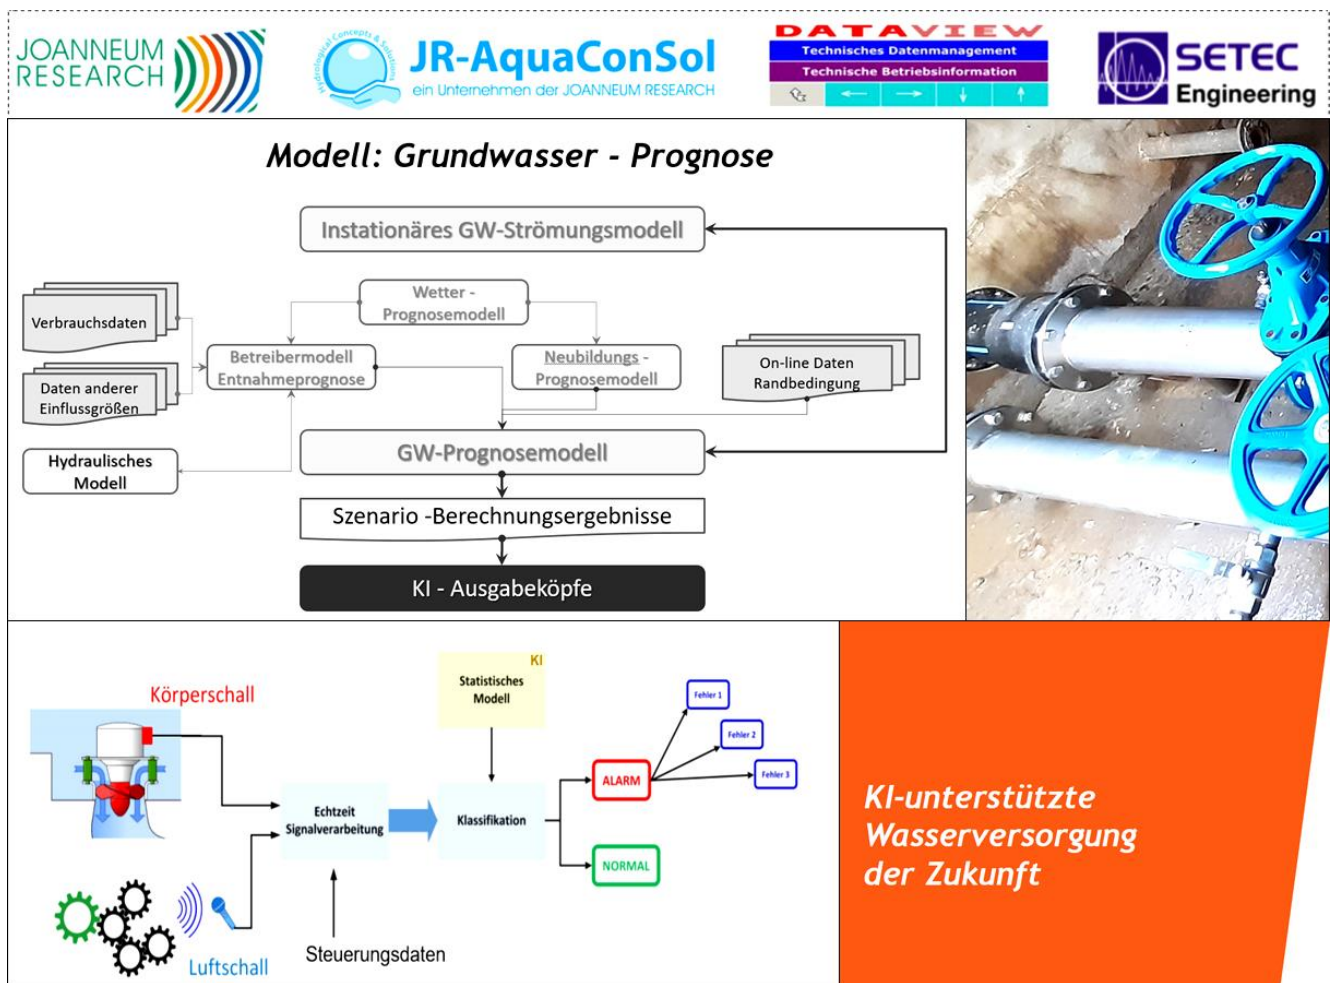 JOANNEUM
RESEARCH
Hydrological Concepts & Solutions
JR-AquaConSol
ein Unternehmen der JOANNEUM RESEARCH
DATAVIEW
Technisches Datenmanagement
Technische Betriebsinformation
SETEC
Engineering
Modell: Grundwasser - Prognose
Instationäres GW-Strömungsmodell
Wetter -
Prognosemodell
Verbrauchsdaten
Betreibermodell
Entnahmeprognose
Neubildungs -
Prognosemodell
On-line Daten
Randbedingung
Daten anderer
Einflussgrößen
Hydraulisches
Modell
GW-Prognosemodell
Szenario -Berechnungsergebnisse
KI - Ausgabeköpfe
KI
Statistisches
Modell
Körperschall
Fehler 1
Fehler 2
Fehler 3
ALARM
Echtzeit
Signalverarbeitung
Klassifikation
NORMAL
Steuerungsdaten
Luftschall
KI-unterstützte
Wasserversorgung
der Zukunft